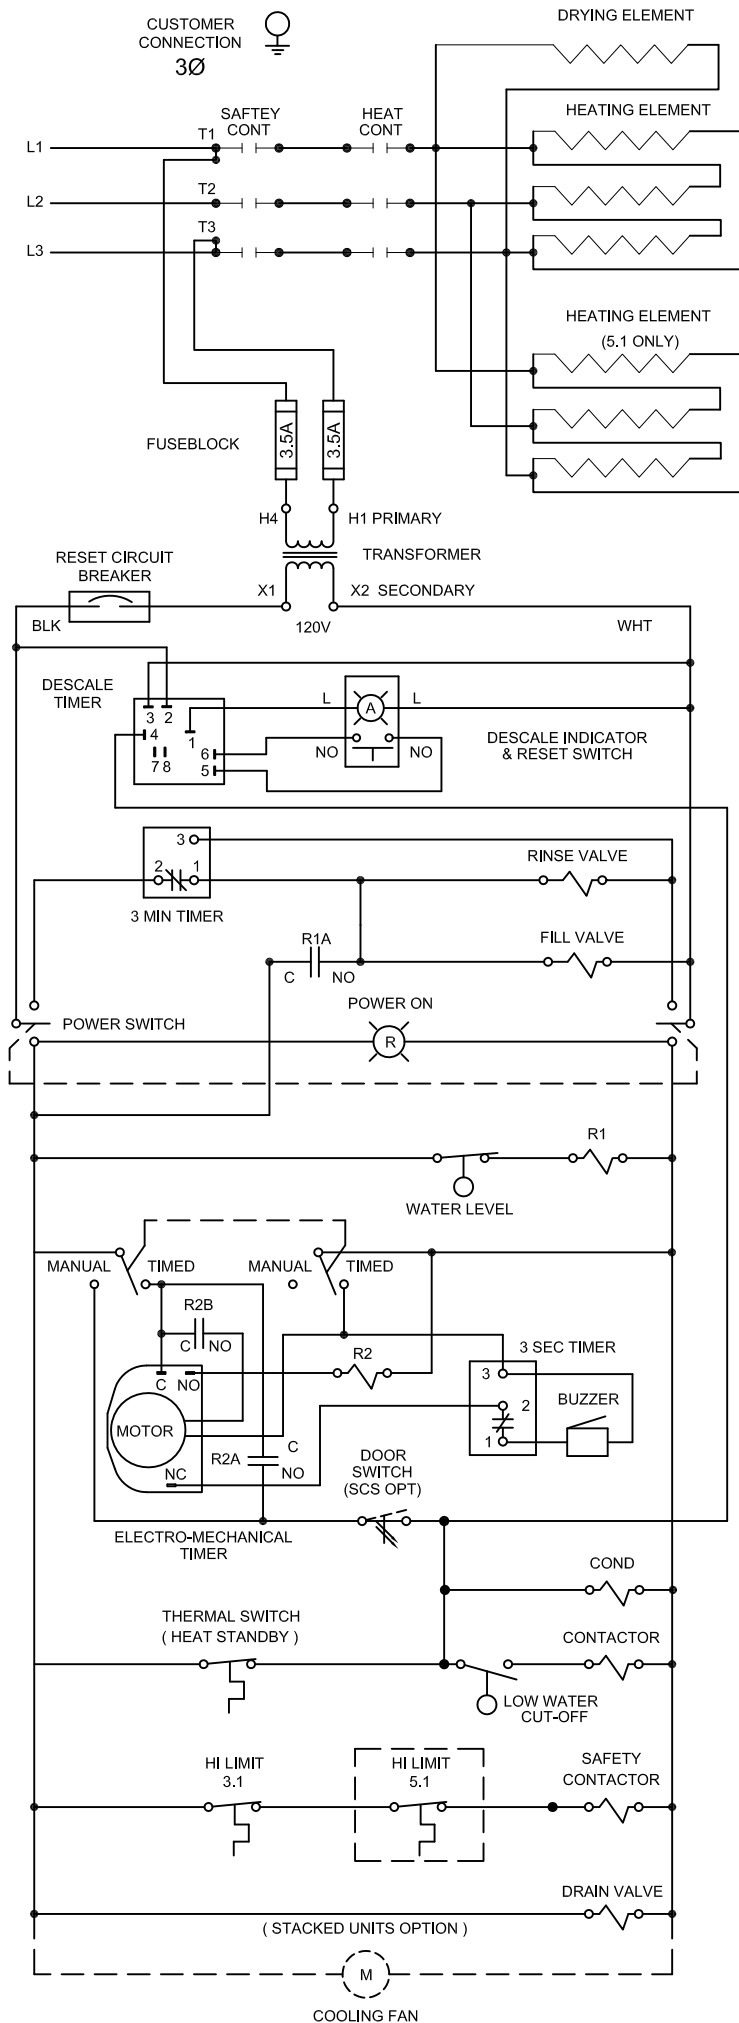 CUSTOMER
CONNECTION
3Ø
DRYING ELEMENT
SAFTEY
CONT
HEAT
CONT
HEATING ELEMENT
L1
T1
L2
T2
L3
T3
HEATING ELEMENT
(5.1 ONLY)
FUSEBLOCK
3.5A
3.5A
H4
H1 PRIMARY
TRANSFORMER
RESET CIRCUIT
BREAKER
X1
X2 SECONDARY
BLK
120V
WHT
DESCALE
TIMER
3 2
4
1
7 8
6
5
L
A
L
NO
NO
DESCALE INDICATOR
& RESET SWITCH
3
2
1
3 MIN TIMER
RINSE VALVE
R1A
C
NO
FILL VALVE
POWER SWITCH
POWER ON
R
R1
WATER LEVEL
MANUAL
TIMED
MANUAL
TIMED
R2B
C
NO
R2
3 SEC TIMER
3
2
1
BUZZER
C
NO
MOTOR
NC
R2A
C
NO
DOOR
SWITCH
(SCS OPT)
ELECTRO-MECHANICAL
TIMER
COND
THERMAL SWITCH
( HEAT STANDBY )
CONTACTOR
LOW WATER
CUT-OFF
HI LIMIT
3.1
HI LIMIT
5.1
SAFETY
CONTACTOR
DRAIN VALVE
( STACKED UNITS OPTION )
M
COOLING FAN